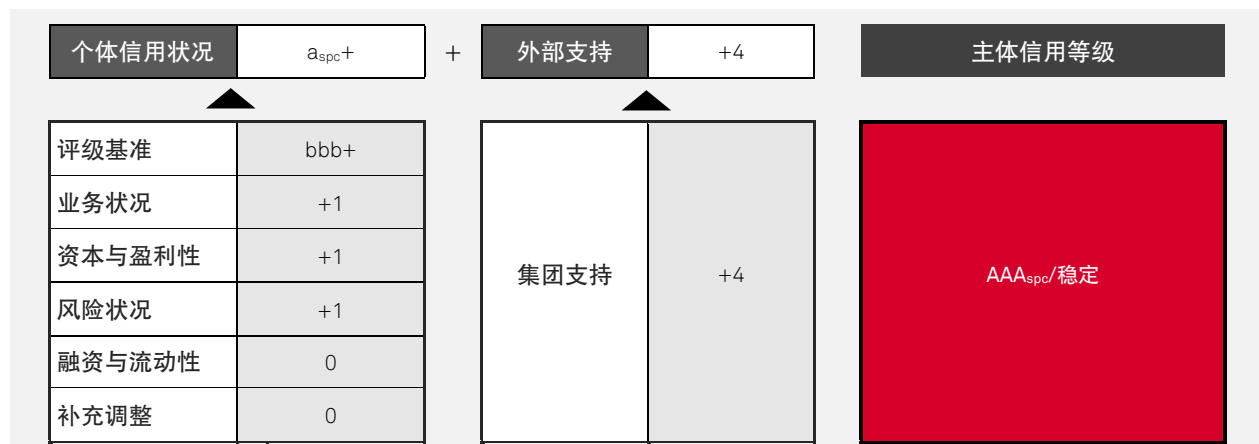 个体信用状况 aspc+ + 外部支持 +4 主体信用等级
评级基准 bbb+
业务状况 +1
资本与盈利性 +1
风险状况 +1
融资与流动性 0
补充调整 0
集团支持 +4
AAAspc/稳定